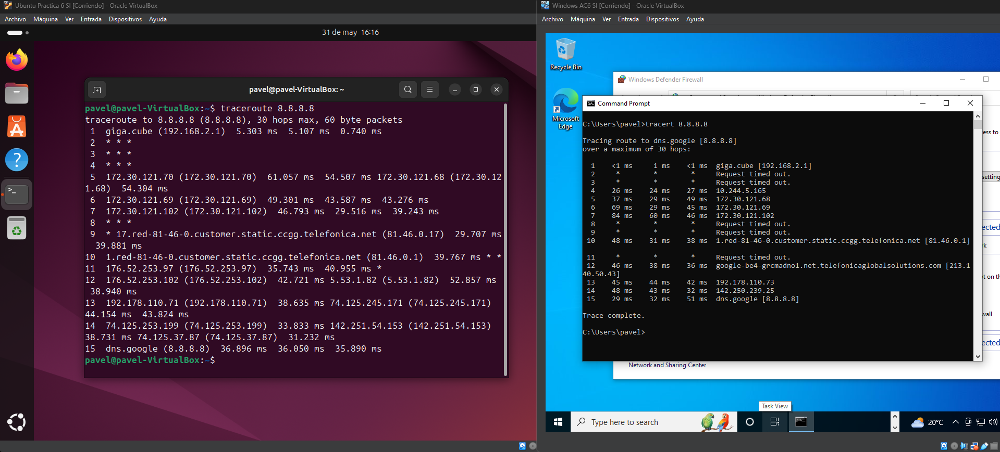 Ubuntu Practica 6 SI [Corriendo] - Oracle VirtualBox
Archivo Máquina Ver Entrada Dispositivos Ayuda
31 de may 16:16
pavel@pavel-VirtualBox: ~
pavel@pavel-VirtualBox:~$ traceroute 8.8.8.8
traceroute to 8.8.8.8 (8.8.8.8), 30 hops max, 60 byte packets
1 giga.cube (192.168.2.1) 5.303 ms 5.107 ms 0.740 ms
2 * * *
3 * * *
4 * * *
5 172.30.121.70 (172.30.121.70) 61.057 ms 54.507 ms 172.30.121.68 (172.30.12
1.68) 54.304 ms
6 172.30.121.69 (172.30.121.69) 49.301 ms 43.587 ms 43.276 ms
7 172.30.121.102 (172.30.121.102) 46.793 ms 29.516 ms 39.243 ms
8 * * *
9 * 17.red-81-46-0.customer.static.ccgg.telefonica.net (81.46.0.17) 29.707 ms
39.881 ms
10 1.red-81-46-0.customer.static.ccgg.telefonica.net (81.46.0.1) 39.767 ms * *
11 176.52.253.97 (176.52.253.97) 35.743 ms 40.955 ms *
12 176.52.253.102 (176.52.253.102) 42.721 ms 5.53.1.82 (5.53.1.82) 52.857 ms
38.940 ms
13 192.178.110.71 (192.178.110.71) 38.635 ms 74.125.245.171 (74.125.245.171)
44.154 ms 43.824 ms
14 74.125.253.199 (74.125.253.199) 33.833 ms 142.251.54.153 (142.251.54.153)
38.731 ms 74.125.37.87 (74.125.37.87) 31.232 ms
15 dns.google (8.8.8.8) 36.896 ms 36.050 ms 35.890 ms
pavel@pavel-VirtualBox:~$
Windows AC6 SI [Corriendo] - Oracle VirtualBox
Archivo Máquina Ver Entrada Dispositivos Ayuda
Recycle Bin
Microsoft
Edge
Windows Defender Firewall
Command Prompt
C:\Users\pavel>tracert 8.8.8.8
Tracing route to dns.google [8.8.8.8]
over a maximum of 30 hops:
1 <1 ms 1 ms <1 ms giga.cube [192.168.2.1]
2 * * * Request timed out.
3 * * * Request timed out.
4 26 ms 24 ms 27 ms 10.244.5.165
5 37 ms 29 ms 49 ms 172.30.121.68
6 69 ms 29 ms 45 ms 172.30.121.69
7 84 ms 60 ms 46 ms 172.30.121.102
8 * * * Request timed out.
9 * * * Request timed out.
10 48 ms 31 ms 38 ms 1.red-81-46-0.customer.static.ccgg.telefonica.net [81.46.0.1]
11 * * * Request timed out.
12 46 ms 38 ms 36 ms google-be4-grcmadno1.net.telefonicaglobalsolutions.com [213.1
40.50.43]
13 45 ms 44 ms 42 ms 192.178.110.73
14 48 ms 43 ms 32 ms 142.250.239.25
15 29 ms 32 ms 51 ms dns.google [8.8.8.8]
Trace complete.
C:\Users\pavel>
ess to
setting
ected
rk
ot on th
wall
ected
Network and Sharing Center
Task View
Type here to search
20°C